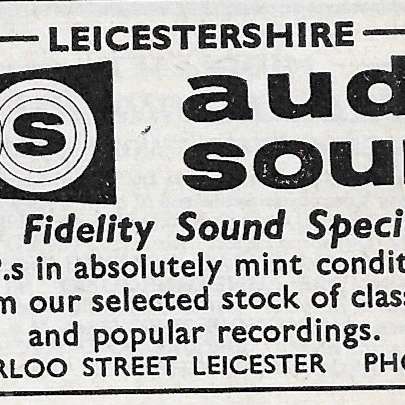 LEICESTERSHIRE
s
aud
soun
Fidelity Sound Speci
P.s in absolutely mint condit
m our selected stock of class
and popular recordings.
RLOO STREET LEICESTER PHO